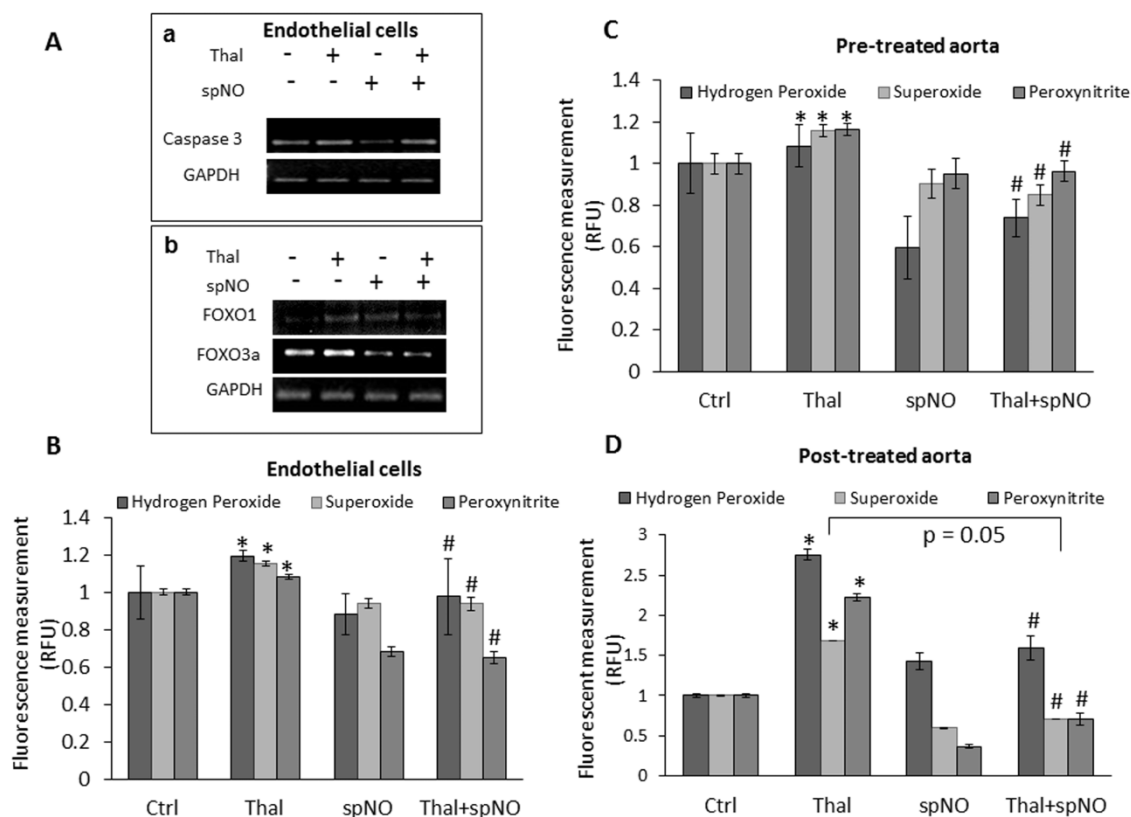 A
a
Endothelial cells
Thal - + - +
spNO - - + +
Caspase 3
GAPDH
b
Thal - + - +
spNO - - + +
FOXO1
FOXO3a
GAPDH
B
Endothelial cells
Hydrogen Peroxide Superoxide Peroxynitrite
Fluorescence measurement
(RFU)
1.4
1.2
1
0.8
0.6
0.4
0.2
0
* * *
# # #
Ctrl Thal spNO Thal+spNO
C
Pre-treated aorta
Hydrogen Peroxide Superoxide Peroxynitrite
Fluorescence measurement
(RFU)
1.4
1.2
1
0.8
0.6
0.4
0.2
0
* * *
# # #
Ctrl Thal spNO Thal+spNO
D
Post-treated aorta
Hydrogen Peroxide Superoxide Peroxynitrite
p = 0.05
Fluorescent measurement
(RFU)
3
2.5
2
1.5
1
0.5
0
* * *
# # #
Ctrl Thal spNO Thal+spNO